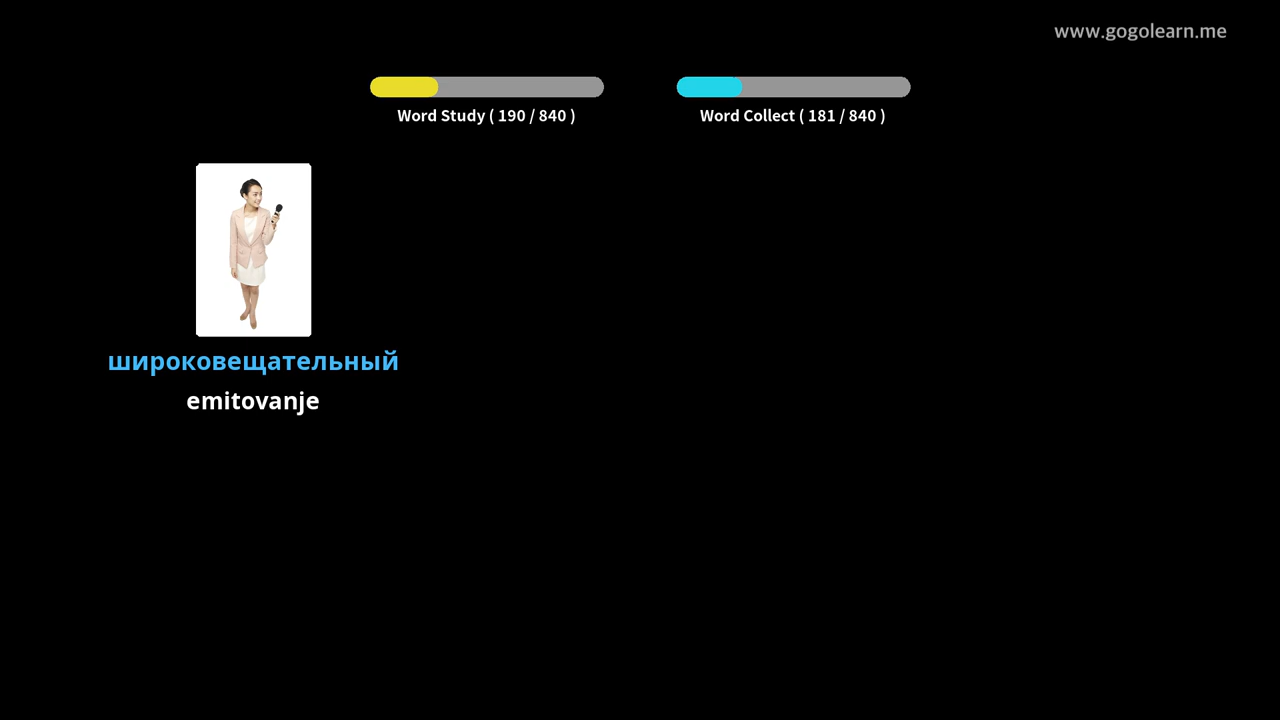 www.gogolearn.me
Word Study ( 190 / 840 )
Word Collect ( 181 / 840 )
широковещательный
emitovanje